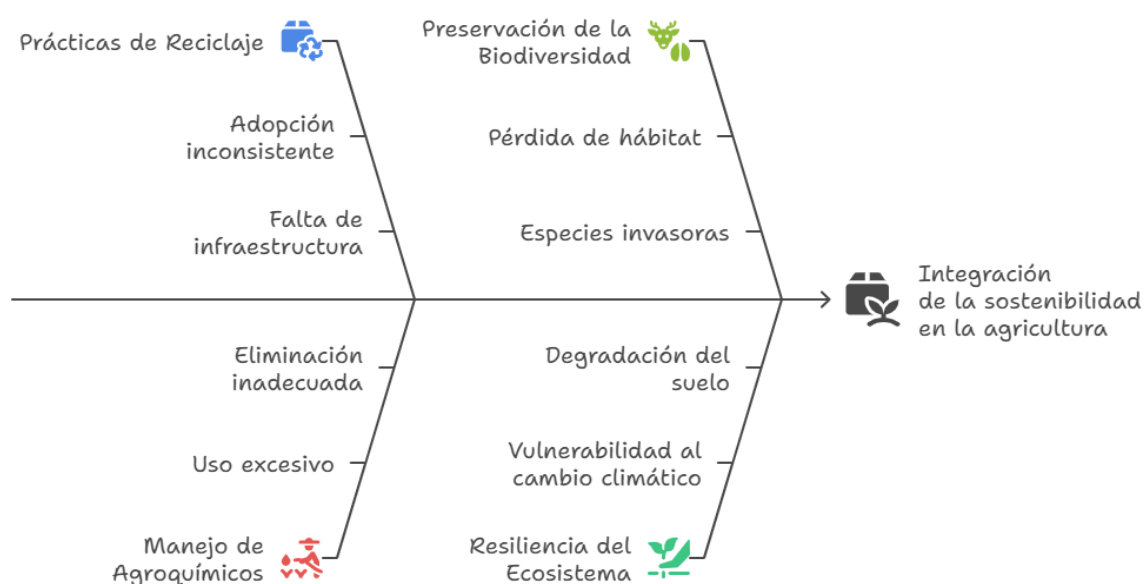 Prácticas de Reciclaje
Adopción
inconsistente
Falta de
infraestructura
Preservación de la
Biodiversidad
Pérdida de hábitat
Especies invasoras
Integración
de la sostenibilidad
en la agricultura
Eliminación
inadecuada
Uso excesivo
Manejo de
Agroquímicos
Degradación del
suelo
Vulnerabilidad al
cambio climático
Resiliencia del
Ecosistema